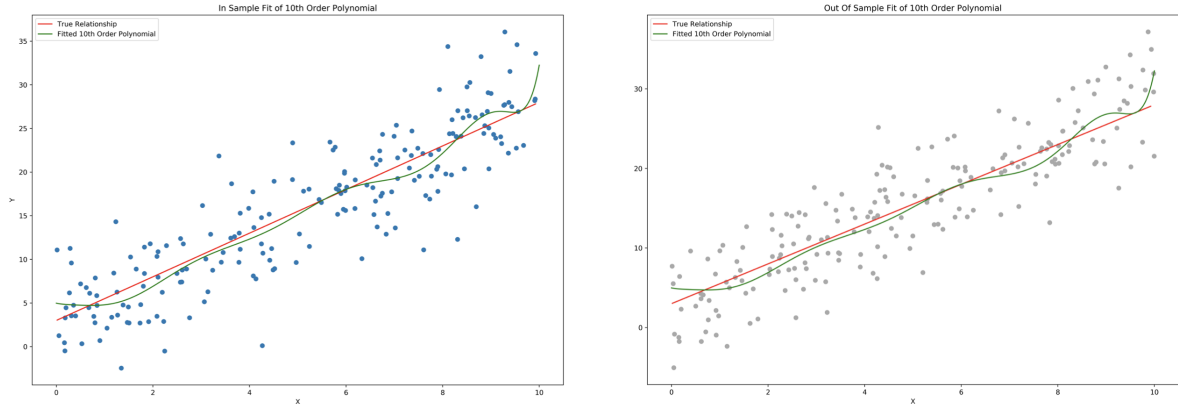 In Sample Fit of 10th Order Polynomial
True Relationship
Fitted 10th Order Polynomial
35
30
25
20
15
10
5
0
Y
0 2 4 6 8 10
X
Out Of Sample Fit of 10th Order Polynomial
True Relationship
Fitted 10th Order Polynomial
30
20
10
0
0 2 4 6 8 10
X